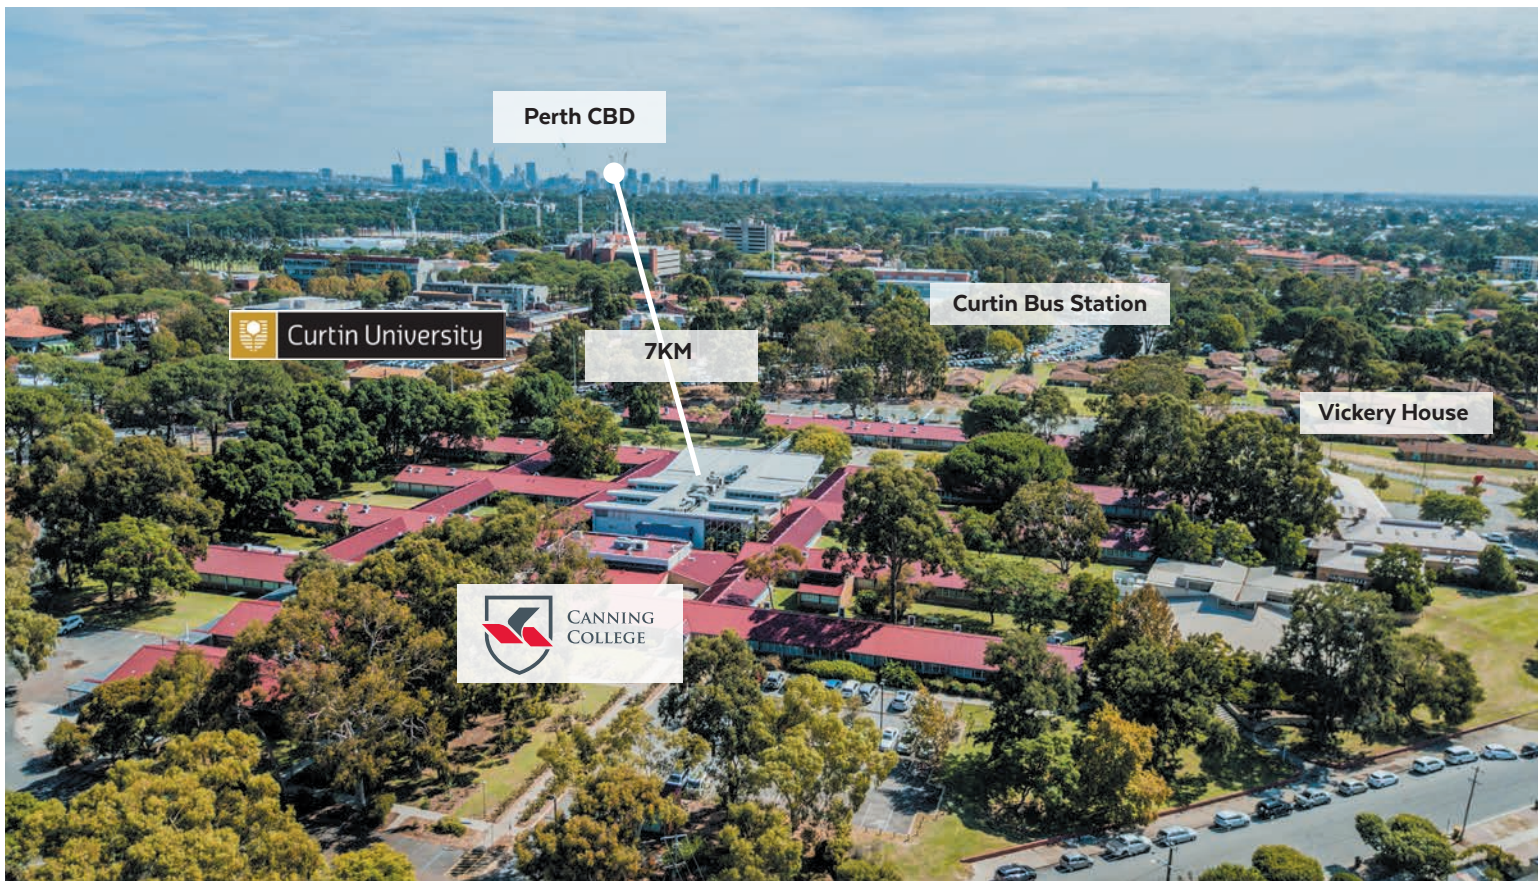 Perth CBD
Curtin Bus Station
Curtin University
7KM
Vickery House
CANNING
COLLEGE